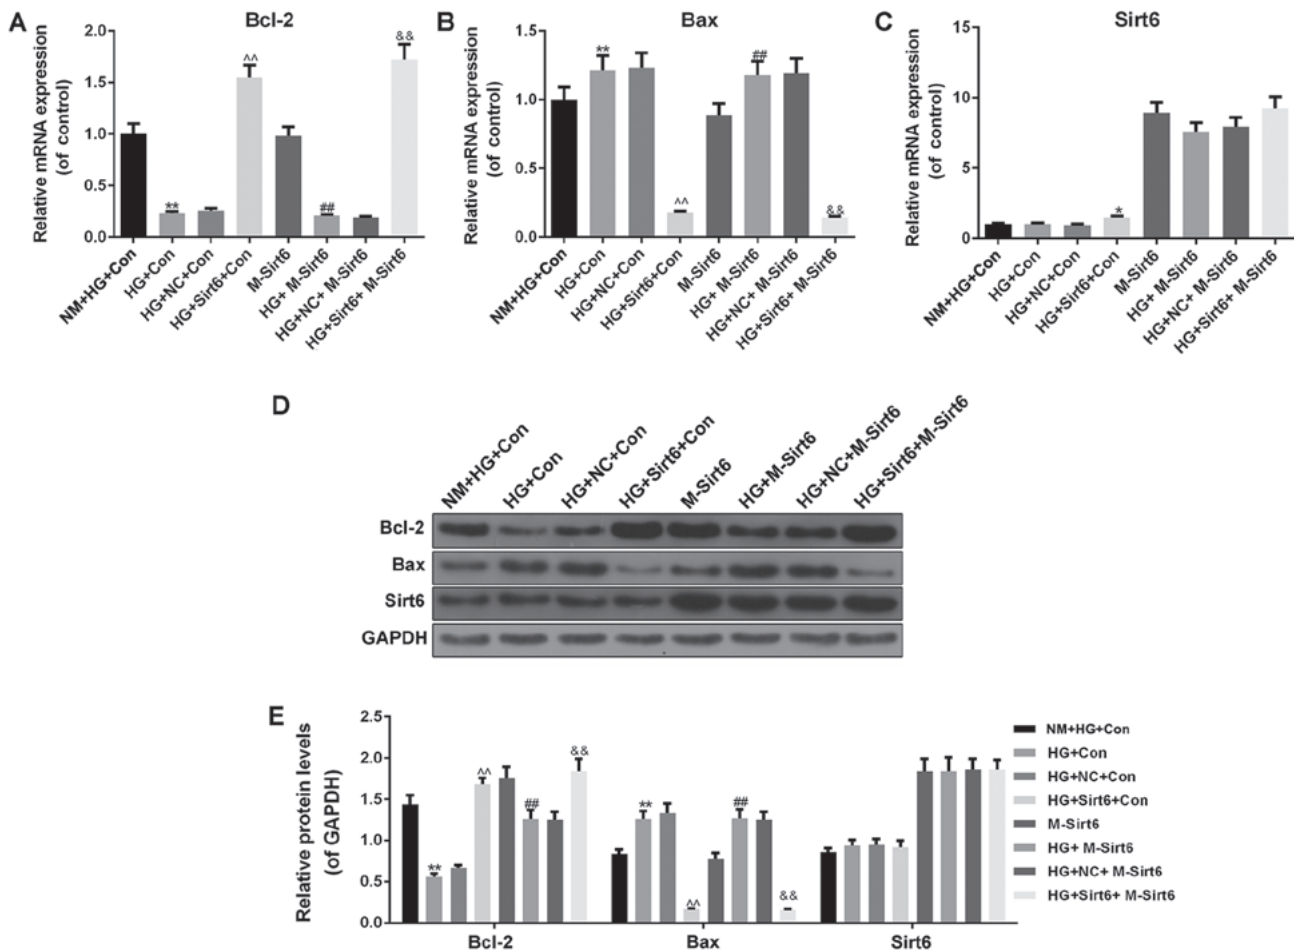 A
Bcl-2
Relative mRNA expression
(of control)
2.0
1.5
1.0
0.5
0.0
**
^^
##
&&
NM+HG+Con
HG+Con
HG+NC+Con
HG+Sirt6+Con
M-Sirt6
HG+ M-Sirt6
HG+NC+ M-Sirt6
HG+Sirt6+ M-Sirt6
B
Bax
Relative mRNA expression
(of control)
1.5
1.0
0.5
0.0
**
^^
##
&&
NM+HG+Con
HG+Con
HG+NC+Con
HG+Sirt6+Con
M-Sirt6
HG+ M-Sirt6
HG+NC+ M-Sirt6
HG+Sirt6+ M-Sirt6
C
Sirt6
Relative mRNA expression
(of control)
15
10
5
0
*
NM+HG+Con
HG+Con
HG+NC+Con
HG+Sirt6+Con
M-Sirt6
HG+ M-Sirt6
HG+NC+ M-Sirt6
HG+Sirt6+ M-Sirt6
D
NM+HG+Con
HG+Con
HG+NC+Con
HG+Sirt6+Con
M-Sirt6
HG+M-Sirt6
HG+NC+M-Sirt6
HG+Sirt6+M-Sirt6
Bcl-2
Bax
Sirt6
GAPDH
E
Relative protein levels
(of GAPDH)
2.5
2.0
1.5
1.0
0.5
0.0
**
^^
##
&&
**
^^
##
&&
Bcl-2
Bax
Sirt6
NM+HG+Con
HG+Con
HG+NC+Con
HG+Sirt6+Con
M-Sirt6
HG+ M-Sirt6
HG+NC+ M-Sirt6
HG+Sirt6+ M-Sirt6